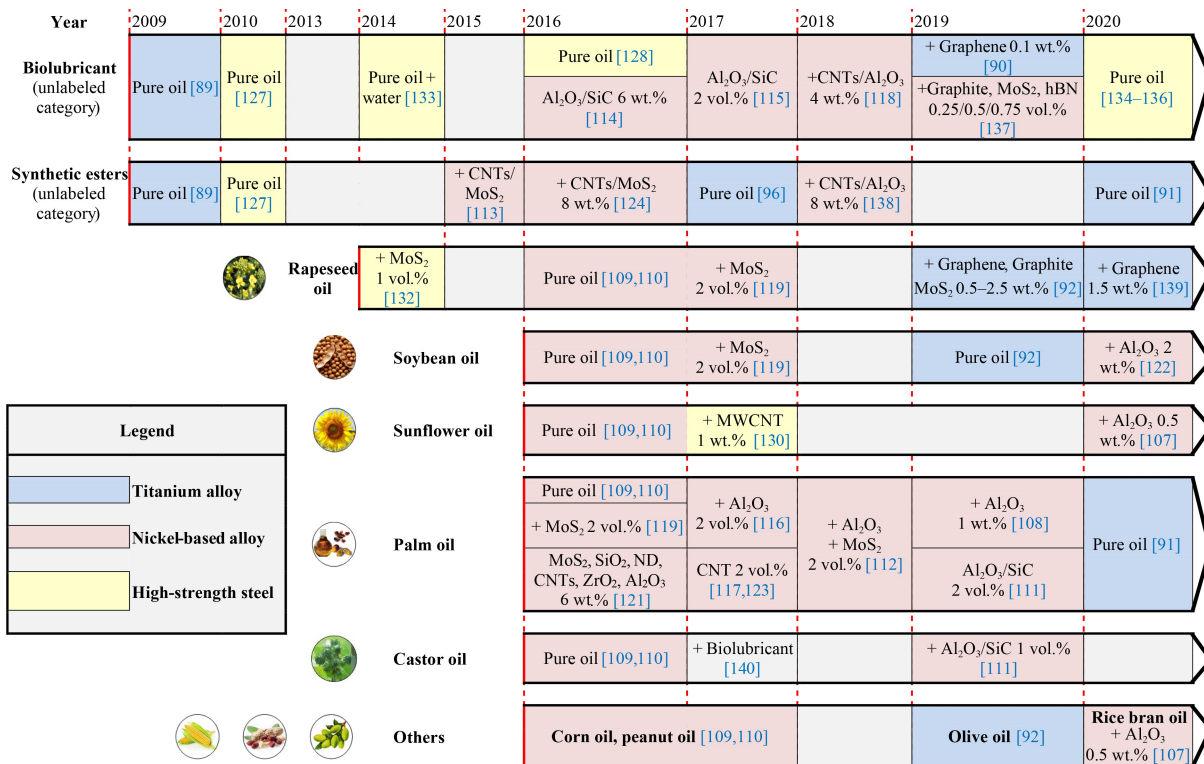 Year 2009 2010 2013 2014 2015 2016 2017 2018 2019 2020
Biolubricant
(unlabeled
category)
Pure oil [89]
Pure oil
[127]
Pure oil +
water [133]
Pure oil [128]
Al₂O₃/SiC 6 wt.%
[114]
Al₂O₃/SiC
2 vol.% [115]
+CNTs/Al₂O₃
4 wt.% [118]
+ Graphene 0.1 wt.%
[90]
+Graphite, MoS₂, hBN
0.25/0.5/0.75 vol.%
[137]
Pure oil
[134–136]
Synthetic esters
(unlabeled
category)
Pure oil [89]
Pure oil
[127]
+ CNTs/
MoS₂
[113]
+ CNTs/MoS₂
8 wt.% [124]
Pure oil [96]
+ CNTs/Al₂O₃
8 wt.% [138]
Pure oil [91]
Rapeseed
oil
+ MoS₂
1 vol.%
[132]
Pure oil [109,110]
+ MoS₂
2 vol.% [119]
+ Graphene, Graphite
MoS₂ 0.5–2.5 wt.% [92]
+ Graphene
1.5 wt.% [139]
Soybean oil
Pure oil [109,110]
+ MoS₂
2 vol.% [119]
Pure oil [92]
+ Al₂O₃ 2
wt.% [122]
Sunflower oil
Pure oil [109,110]
+ MWCNT
1 wt.% [130]
+ Al₂O₃ 0.5
wt.% [107]
Palm oil
Pure oil [109,110]
+ MoS₂ 2 vol.% [119]
MoS₂, SiO₂, ND,
CNTs, ZrO₂, Al₂O₃
6 wt.% [121]
+ Al₂O₃
2 vol.% [116]
CNT 2 vol.%
[117,123]
+ Al₂O₃
+ MoS₂
2 vol.% [112]
+ Al₂O₃
1 wt.% [108]
Al₂O₃/SiC
2 vol.% [111]
Pure oil [91]
Castor oil
Pure oil [109,110]
+ Biolubricant
[140]
+ Al₂O₃/SiC 1 vol.%
[111]
Others
Corn oil, peanut oil [109,110]
Olive oil [92]
Rice bran oil
+ Al₂O₃
0.5 wt.% [107]
Legend
Titanium alloy
Nickel-based alloy
High-strength steel